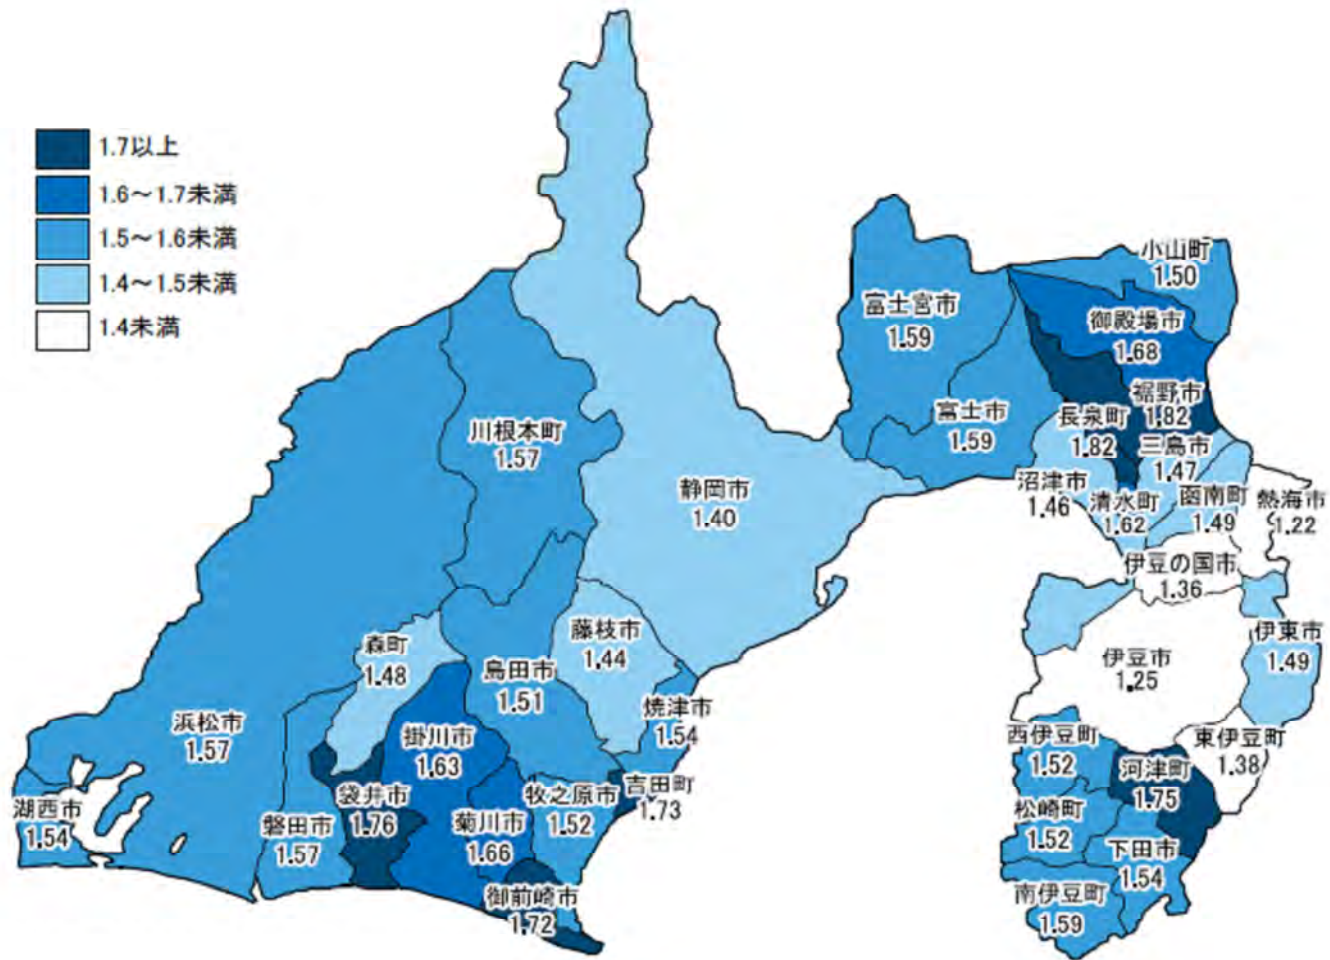 1.7以上
1.6～1.7未満
1.5～1.6未満
1.4～1.5未満
1.4未満
小山町
1.50
富士宮市
1.59
御殿場市
1.68
裾野市
1.82
長泉町
1.82
富士市
1.59
三島市
1.47
川根本町
1.57
静岡市
1.40
沼津市
1.46
清水町
1.62
函南町
1.49
熱海市
1.22
伊豆の国市
1.36
伊東市
1.49
伊豆市
1.25
藤枝市
1.44
森町
1.48
島田市
1.51
焼津市
1.54
浜松市
1.57
掛川市
1.63
西伊豆町
1.52
東伊豆町
1.38
河津町
1.75
湖西市
1.54
磐田市
1.57
袋井市
1.76
菊川市
1.66
牧之原市
1.52
吉田町
1.73
松崎町
1.52
下田市
1.54
御前崎市
1.72
南伊豆町
1.59